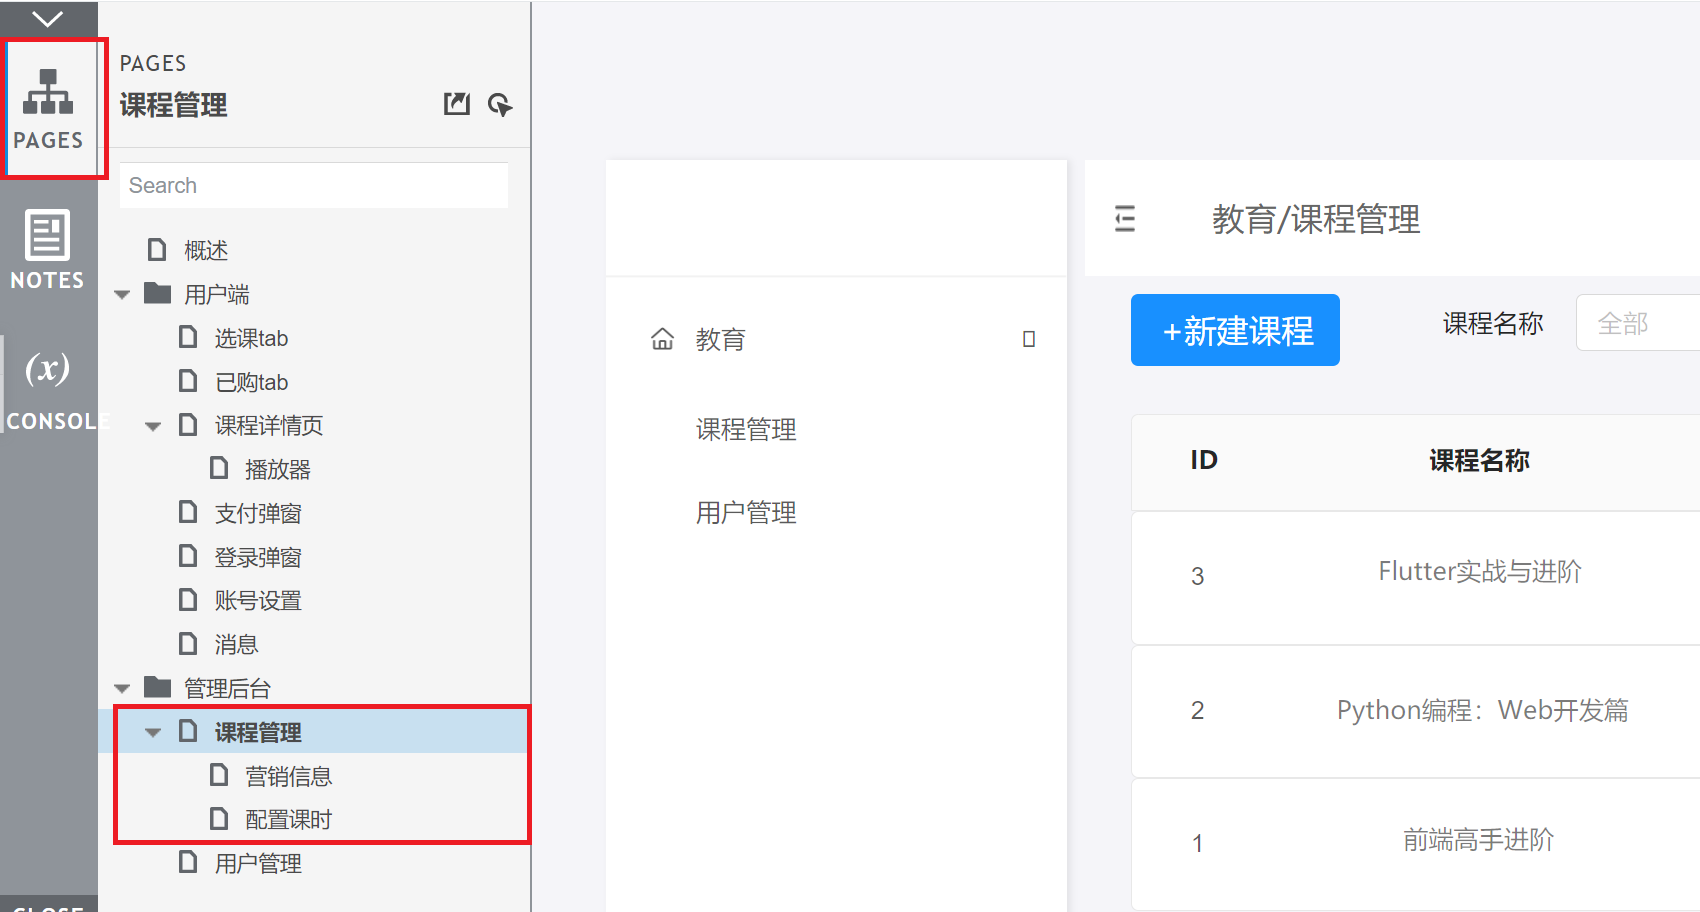 PAGES
NOTES
(x)
CONSOLE
CLOSE
PAGES
课程管理
Search
概述
用户端
选课tab
已购tab
课程详情页
播放器
支付弹窗
登录弹窗
账号设置
消息
管理后台
课程管理
营销信息
配置课时
用户管理
教育
课程管理
用户管理
教育/课程管理
+新建课程
课程名称 全部
ID 课程名称
3 Flutter实战与进阶
2 Python编程：Web开发篇
1 前端高手进阶